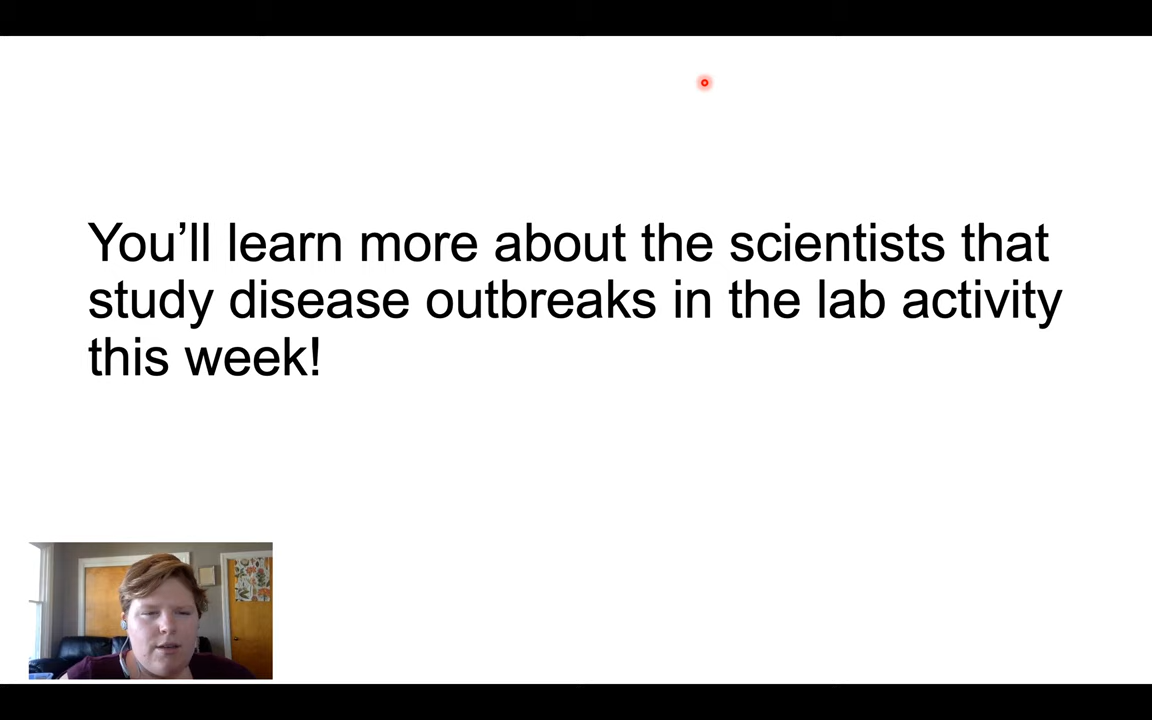 You’ll learn more about the scientists that
study disease outbreaks in the lab activity
this week!